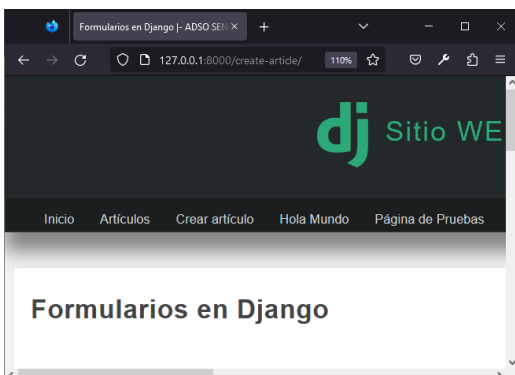 Formularios en Django |- ADSO SEN
127.0.0.1:8000/create-article/
110%
dj
Sitio WE
Inicio Artículos Crear artículo Hola Mundo Página de Pruebas
Formularios en Django